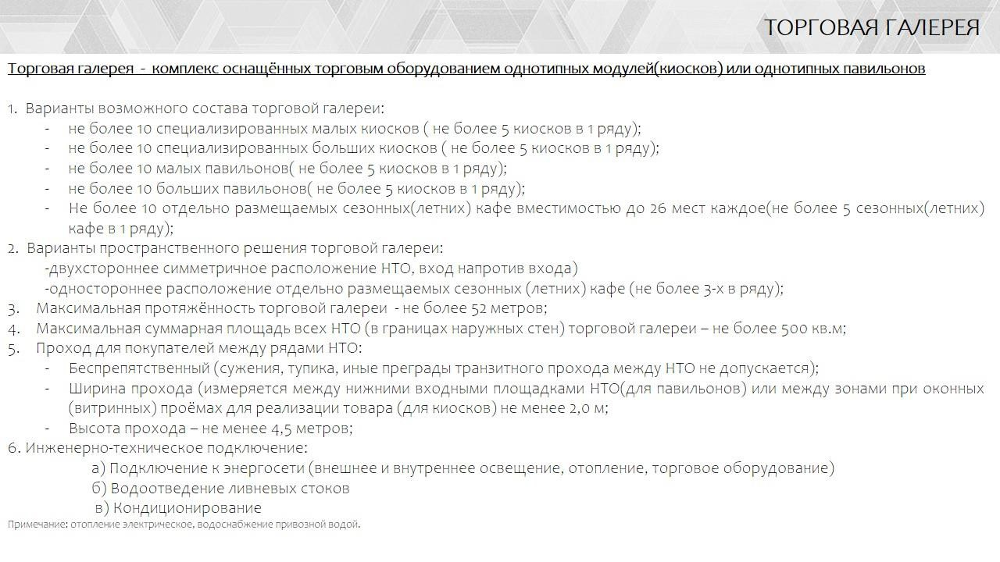 ТОРГОВАЯ ГАЛЕРЕЯ
Торговая галерея - комплекс оснащённых торговым оборудованием однотипных модулей(киосков) или однотипных павильонов
1. Варианты возможного состава торговой галереи:
- не более 10 специализированных малых киосков ( не более 5 киосков в 1 ряду);
- не более 10 специализированных больших киосков ( не более 5 киосков в 1 ряду);
- не более 10 малых павильонов( не более 5 киосков в 1 ряду);
- не более 10 больших павильонов( не более 5 киосков в 1 ряду);
- Не более 10 отдельно размещаемых сезонных(летних) кафе вместимостью до 26 мест каждое(не более 5 сезонных(летних)
кафе в 1 ряду);
2. Варианты пространственного решения торговой галереи:
-двухстороннее симметричное расположение НТО, вход напротив входа)
-одностороннее расположение отдельно размещаемых сезонных (летних) кафе (не более 3-х в ряду);
3. Максимальная протяжённость торговой галереи - не более 52 метров;
4. Максимальная суммарная площадь всех НТО (в границах наружных стен) торговой галереи – не более 500 кв.м;
5. Проход для покупателей между рядами НТО:
- Беспрепятственный (сужения, тупика, иные преграды транзитного прохода между НТО не допускается);
- Ширина прохода (измеряется между нижними входными площадками НТО(для павильонов) или между зонами при оконных
(витринных) проёмах для реализации товара (для киосков) не менее 2,0 м;
- Высота прохода – не менее 4,5 метров;
6. Инженерно-техническое подключение:
а) Подключение к энергосети (внешнее и внутреннее освещение, отопление, торговое оборудование)
б) Водоотведение ливневых стоков
в) Кондиционирование
Примечание: отопление электрическое, водоснабжение привозной водой.